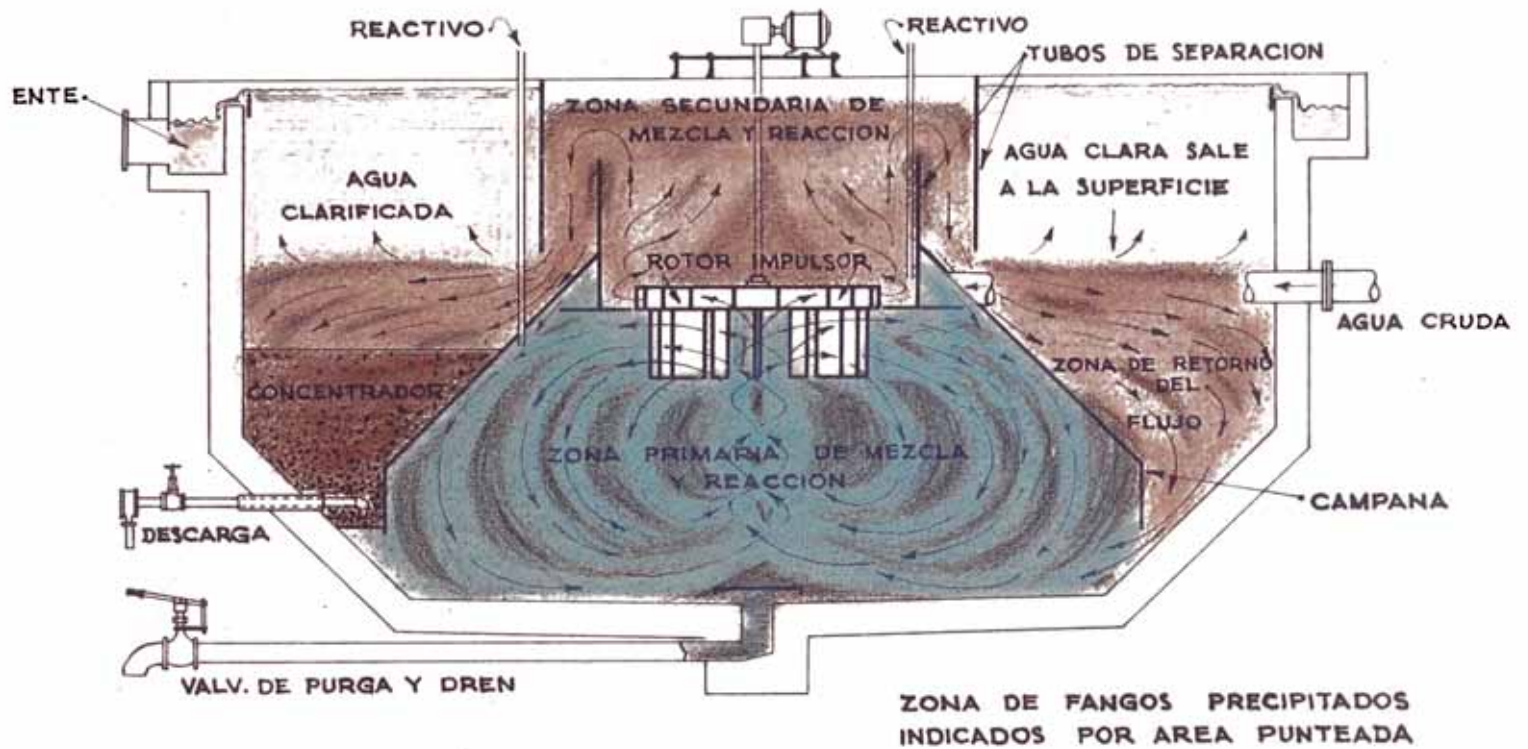 REACTIVO
REACTIVO
TUBOS DE SEPARACION
ENTE.
ZONA SECUNDARIA DE
MEZCLA Y REACCION
AGUA
CLARIFICADA
AGUA CLARA SALE
A LA SUPERFICIE
ROTOR IMPULSOR
AGUA CRUDA
CONCENTRADOR
ZONA DE RETORNO
DEL
FLUJO
ZONA PRIMARIA DE MEZCLA
Y REACCION
CAMPANA
DESCARGA
VALV. DE PURGA Y DREN
ZONA DE FANGOS PRECIPITADOS
INDICADOS POR AREA PUNTEADA